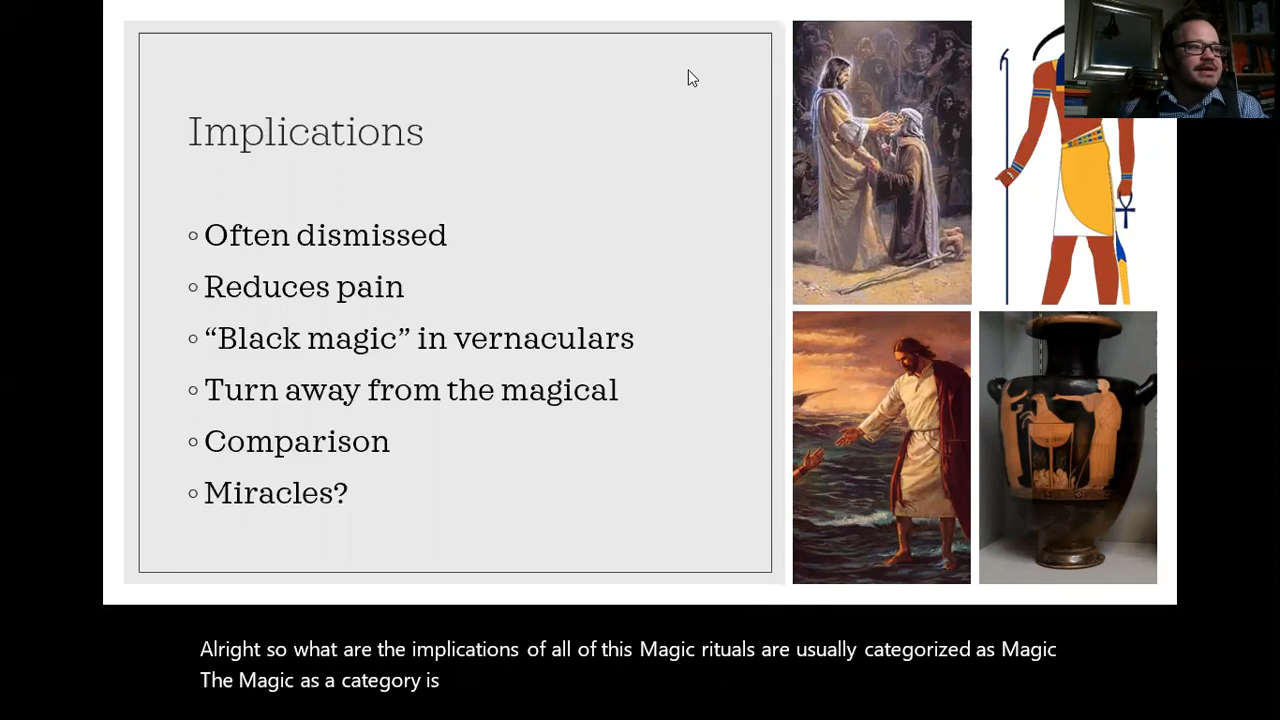 Implications
◦ Often dismissed
◦ Reduces pain
◦ “Black magic” in vernaculars
◦ Turn away from the magical
◦ Comparison
◦ Miracles?
Alright so what are the implications of all of this Magic rituals are usually categorized as Magic
The Magic as a category is